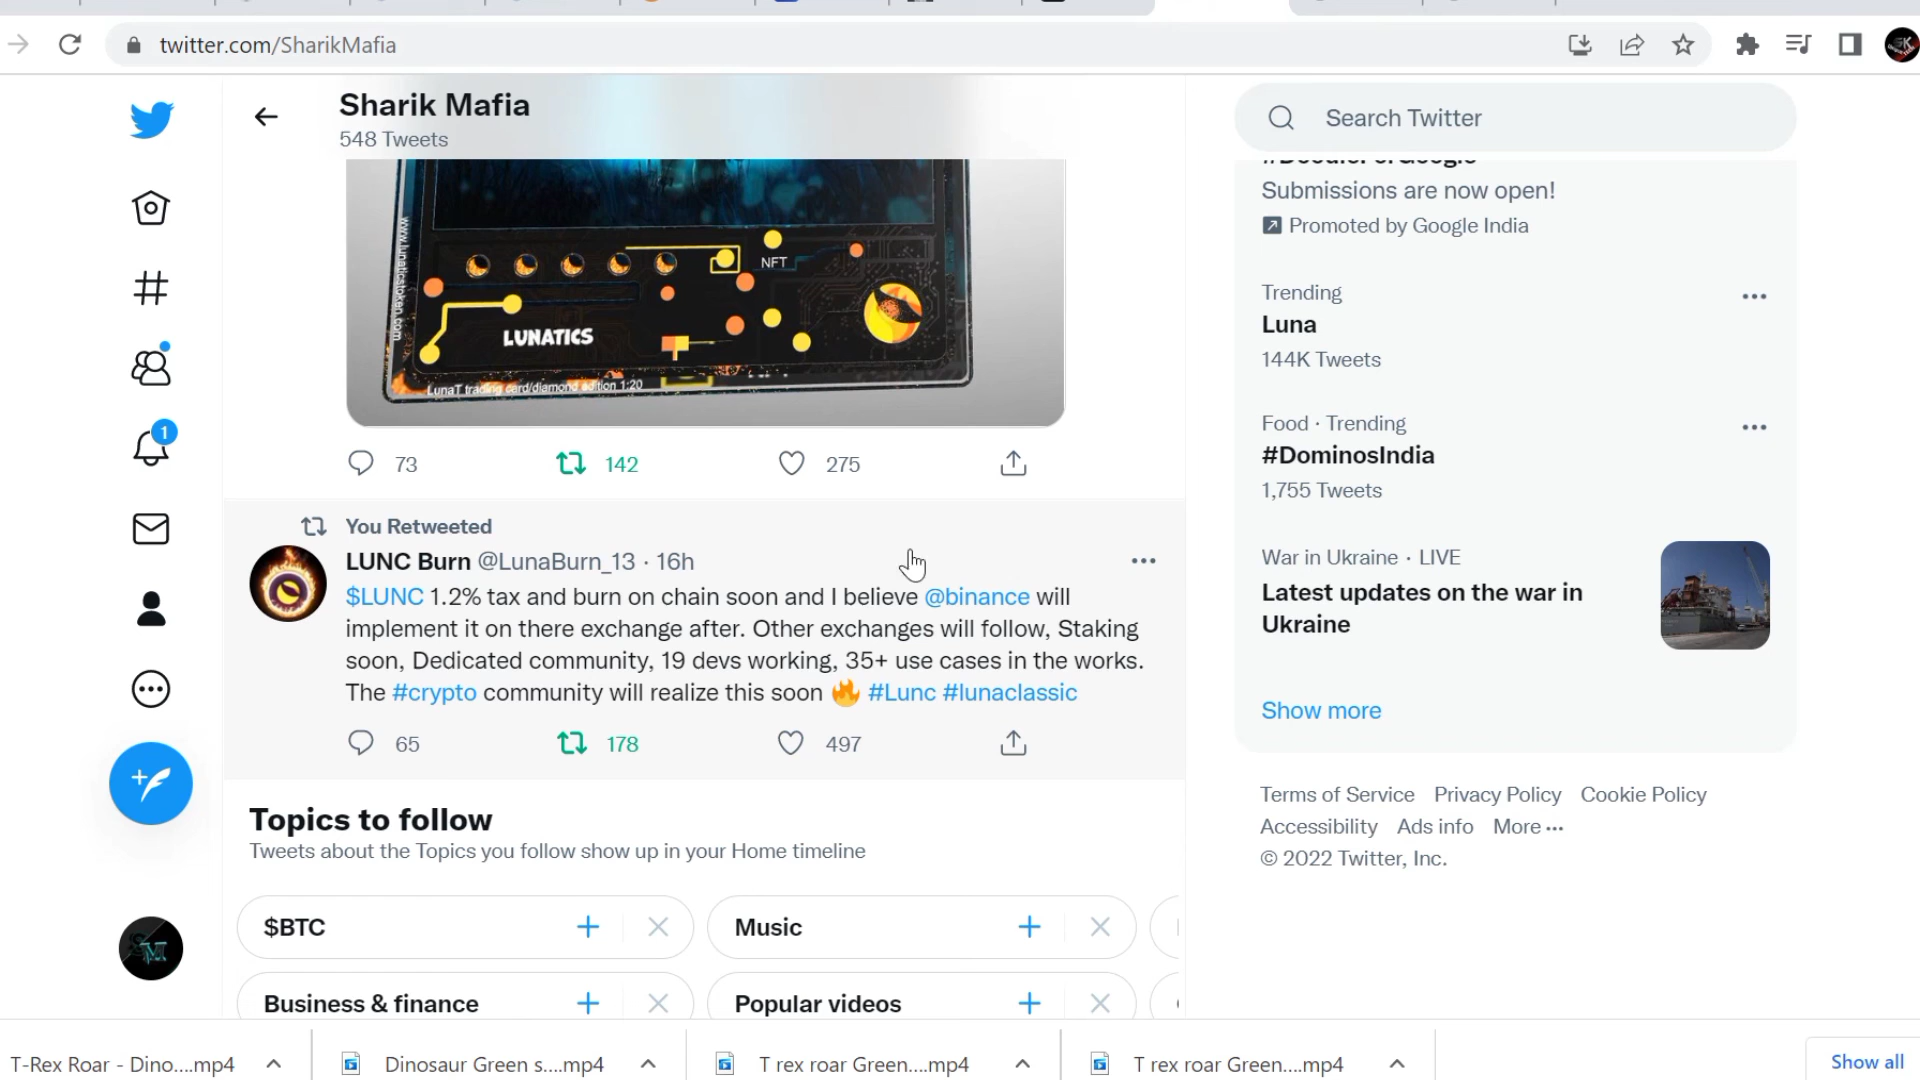 twitter.com/SharikMafia
Sharik Mafia
548 Tweets
Search Twitter
Submissions are now open!
Promoted by Google India
www.lunaticstoken.com
NFT
LUNATICS
LunaT trading card/diamond edition 1:20
73 142 275
Trending
Luna
144K Tweets
Food · Trending
#DominosIndia
1,755 Tweets
War in Ukraine · LIVE
Latest updates on the war in
Ukraine
Show more
You Retweeted
LUNC Burn @LunaBurn_13 · 16h
$LUNC 1.2% tax and burn on chain soon and I believe @binance will
implement it on there exchange after. Other exchanges will follow, Staking
soon, Dedicated community, 19 devs working, 35+ use cases in the works.
The #crypto community will realize this soon 🔥 #Lunc #lunaclassic
65 178 497
1
Topics to follow
Tweets about the Topics you follow show up in your Home timeline
$BTC
Music
Business & finance
Popular videos
Terms of Service Privacy Policy Cookie Policy
Accessibility Ads info More ···
© 2022 Twitter, Inc.
T-Rex Roar - Dino....mp4
Dinosaur Green s....mp4
T rex roar Green....mp4
T rex roar Green....mp4
Show all